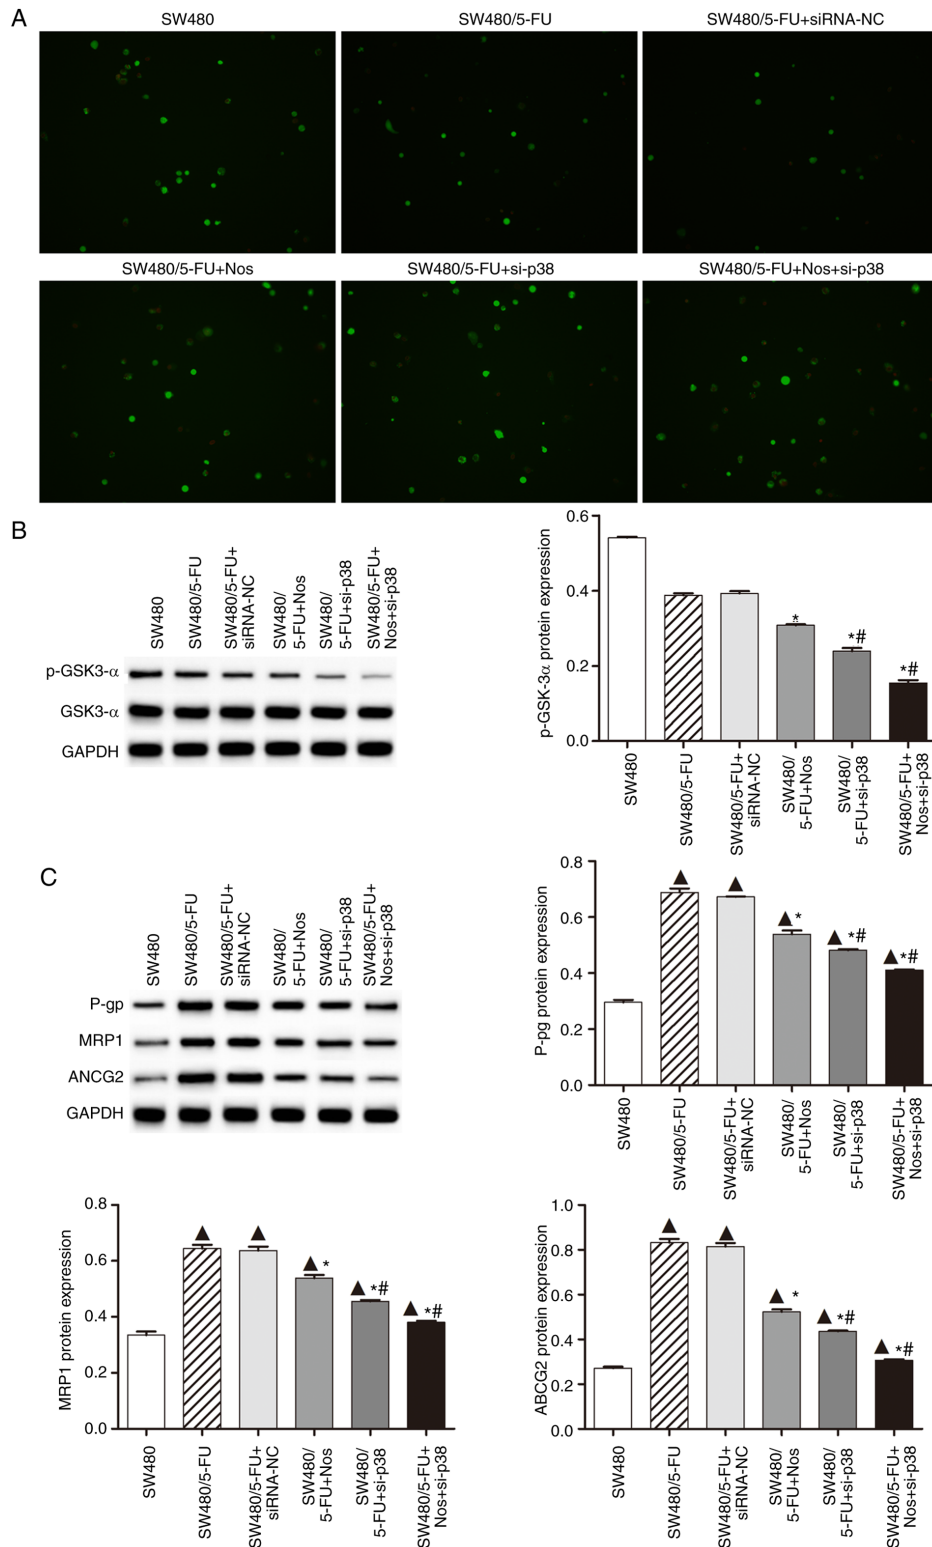 A
SW480
SW480/5-FU
SW480/5-FU+siRNA-NC
SW480/5-FU+Nos
SW480/5-FU+si-p38
SW480/5-FU+Nos+si-p38
B
SW480
SW480/5-FU
SW480/5-FU+
siRNA-NC
SW480/
5-FU+Nos
SW480/
5-FU+si-p38
SW480/5-FU+
Nos+si-p38
p-GSK3-α
GSK3-α
GAPDH
p-GSK-3α protein expression
0.6
0.4
0.2
0.0
*
*#
*#
SW480
SW480/5-FU
SW480/5-FU+
siRNA-NC
SW480/
5-FU+Nos
SW480/
5-FU+si-p38
SW480/5-FU+
Nos+si-p38
C
SW480
SW480/5-FU
SW480/5-FU+
siRNA-NC
SW480/
5-FU+Nos
SW480/
5-FU+si-p38
SW480/5-FU+
Nos+si-p38
P-gp
MRP1
ANCG2
GAPDH
P-pg protein expression
0.8
0.6
0.4
0.2
0.0
▲
▲
▲ *
▲ *#
▲ *#
SW480
SW480/5-FU
SW480/5-FU+
siRNA-NC
SW480/
5-FU+Nos
SW480/
5-FU+si-p38
SW480/5-FU+
Nos+si-p38
MRP1 protein expression
0.8
0.6
0.4
0.2
0.0
▲
▲
▲ *
▲ *#
▲ *#
SW480
SW480/5-FU
SW480/5-FU+
siRNA-NC
SW480/
5-FU+Nos
SW480/
5-FU+si-p38
SW480/5-FU+
Nos+si-p38
ABCG2 protein expression
1.0
0.8
0.6
0.4
0.2
0.0
▲
▲
▲ *
▲ *#
▲ *#
SW480
SW480/5-FU
SW480/5-FU+
siRNA-NC
SW480/
5-FU+Nos
SW480/
5-FU+si-p38
SW480/5-FU+
Nos+si-p38